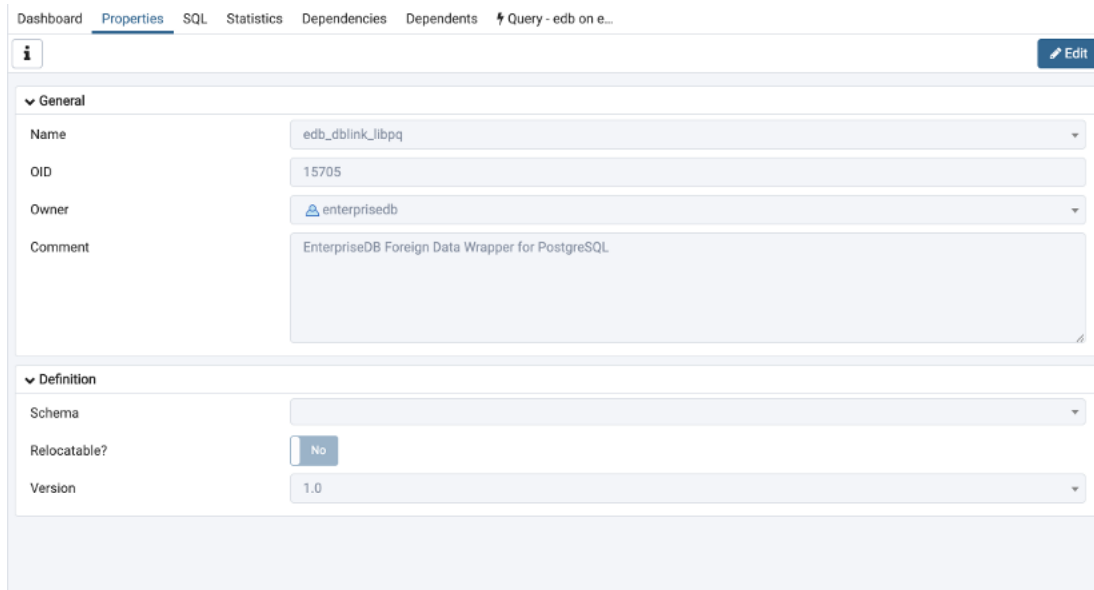 Dashboard Properties SQL Statistics Dependencies Dependents Query - edb on e...
i Edit
General
Name edb_dblink_libpq
OID 15705
Owner enterprisedb
Comment EnterpriseDB Foreign Data Wrapper for PostgreSQL
Definition
Schema
Relocatable? No
Version 1.0